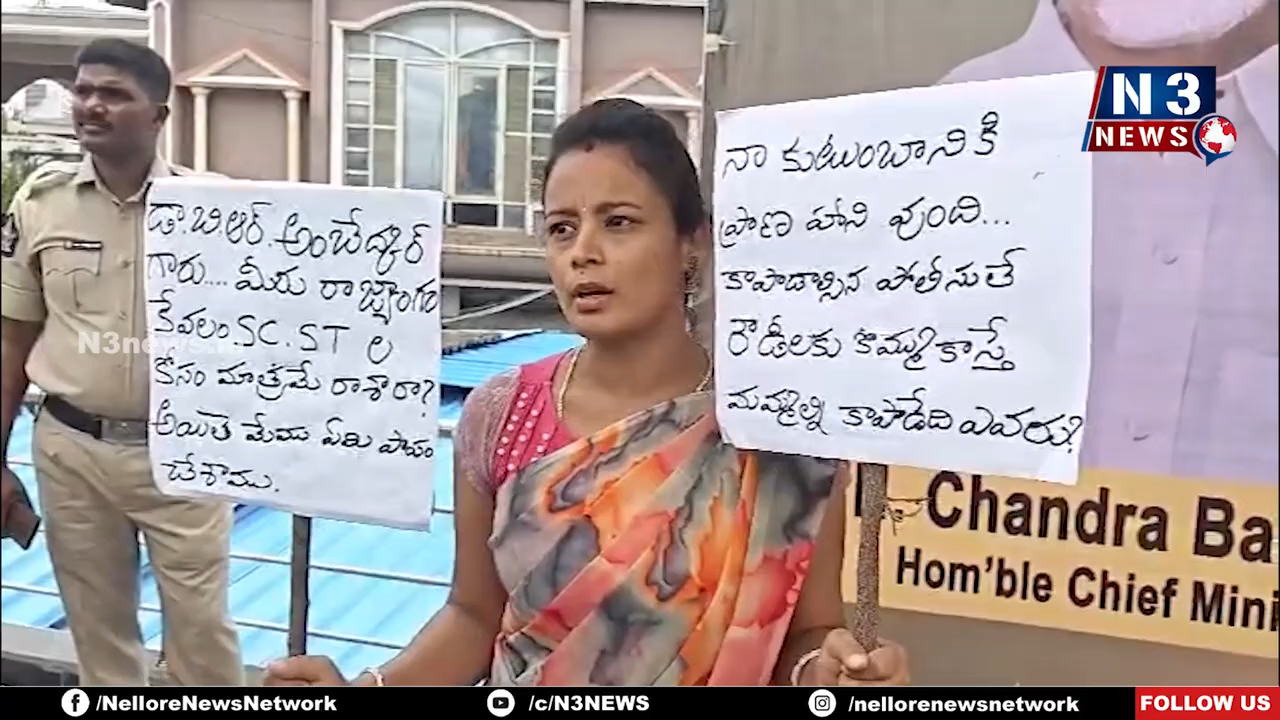 డా.బి.ఆర్.అంబేద్కర్
గారు.... మీరు రాజ్యాంగం
కేవలం.SC.ST ల
కోసం మాత్రమే రాశారా?
అయితే మేము ఏమి పాపం
చేశాము.
నా కుటుంబానికి
ప్రాణ హాని వుంది...
కాపాడాల్సిన పోలీసులే
రౌడీలకు కొమ్ము కాస్తే
మమ్మల్ని కాపాడేది ఎవరు?
N3
NEWS
N3news.
Chandra Ba
Hom'ble Chief Mini
/NelloreNewsNetwork
/c/N3NEWS
/nellorenewsnetwork
FOLLOW US